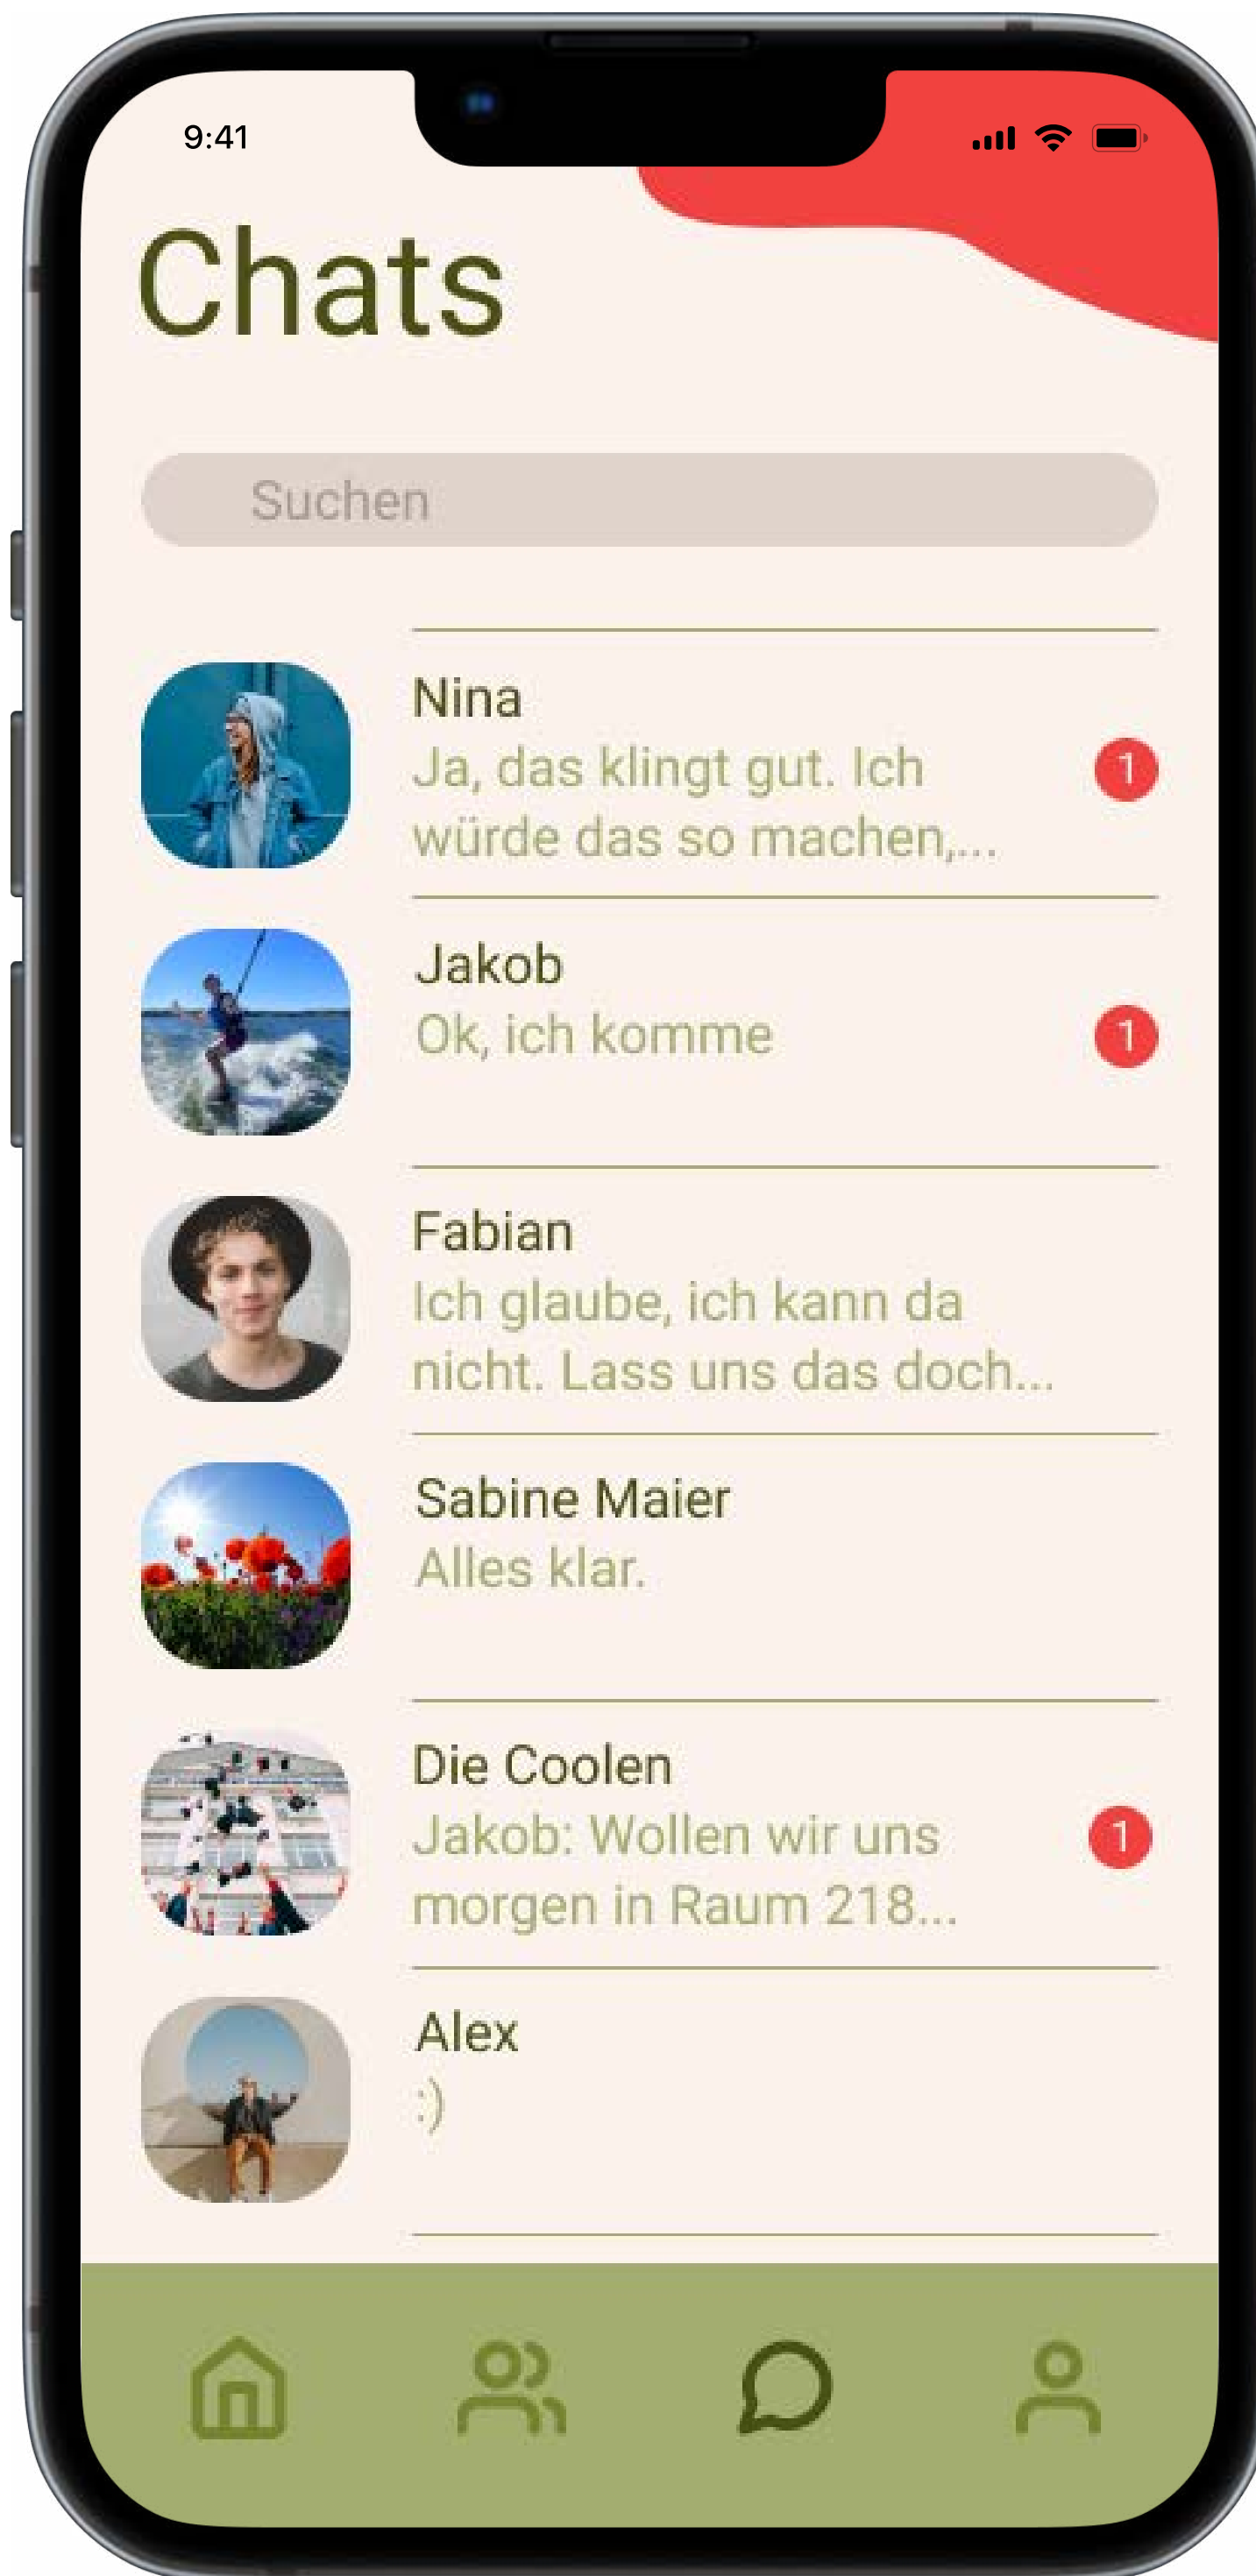 9:41
Chats
Suchen
Nina
Ja, das klingt gut. Ich
würde das so machen,...
1
Jakob
Ok, ich komme
1
Fabian
Ich glaube, ich kann da
nicht. Lass uns das doch...
Sabine Maier
Alles klar.
Die Coolen
Jakob: Wollen wir uns
morgen in Raum 218...
1
Alex
:)